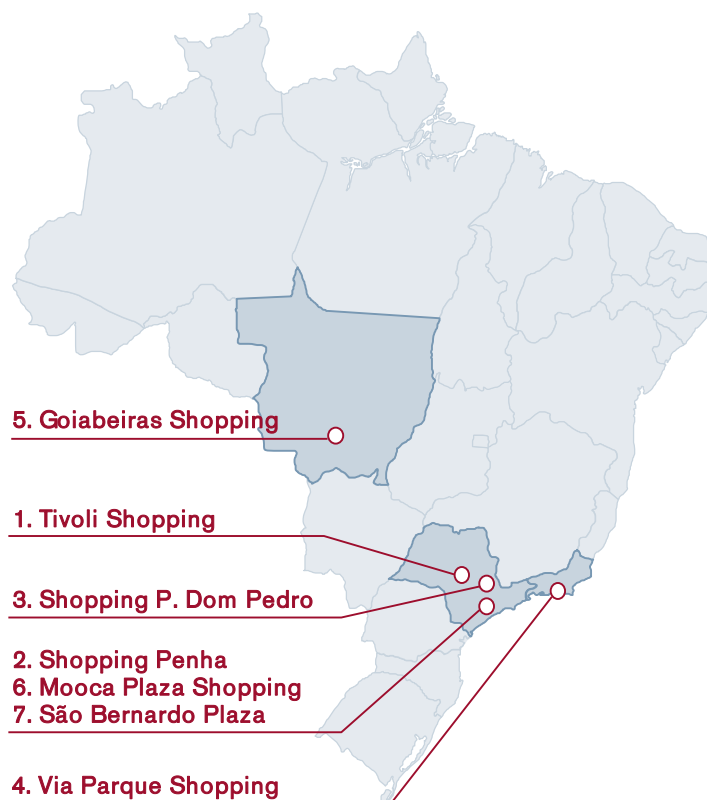 5. Goiabeiras Shopping
1. Tivoli Shopping
3. Shopping P. Dom Pedro
2. Shopping Penha
6. Mooca Plaza Shopping
7. São Bernardo Plaza
4. Via Parque Shopping